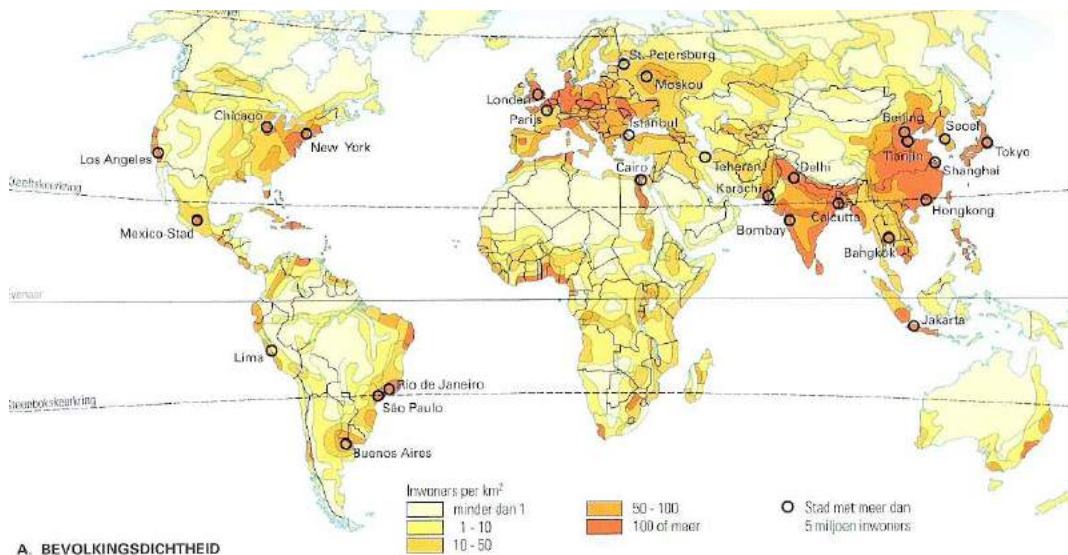 St. Petersburg
Moskou
Londen
Parijs
Istanbul
Chicago
New York
Los Angeles
Beijing
Seoel
Tianjin
Tokyo
Shanghai
Teheran
Delhi
Cairo
Karachi
Hongkong
Calcutta
Mexico-Stad
Bombay
Bangkok
Jakarta
Lima
Rio de Janeiro
São Paulo
Buenos Aires
Inwoners per km²
minder dan 1
1 - 10
10 - 50
50 - 100
100 of meer
Stad met meer dan
5 miljoen inwoners
A. BEVOLKINGSDICHTHEID